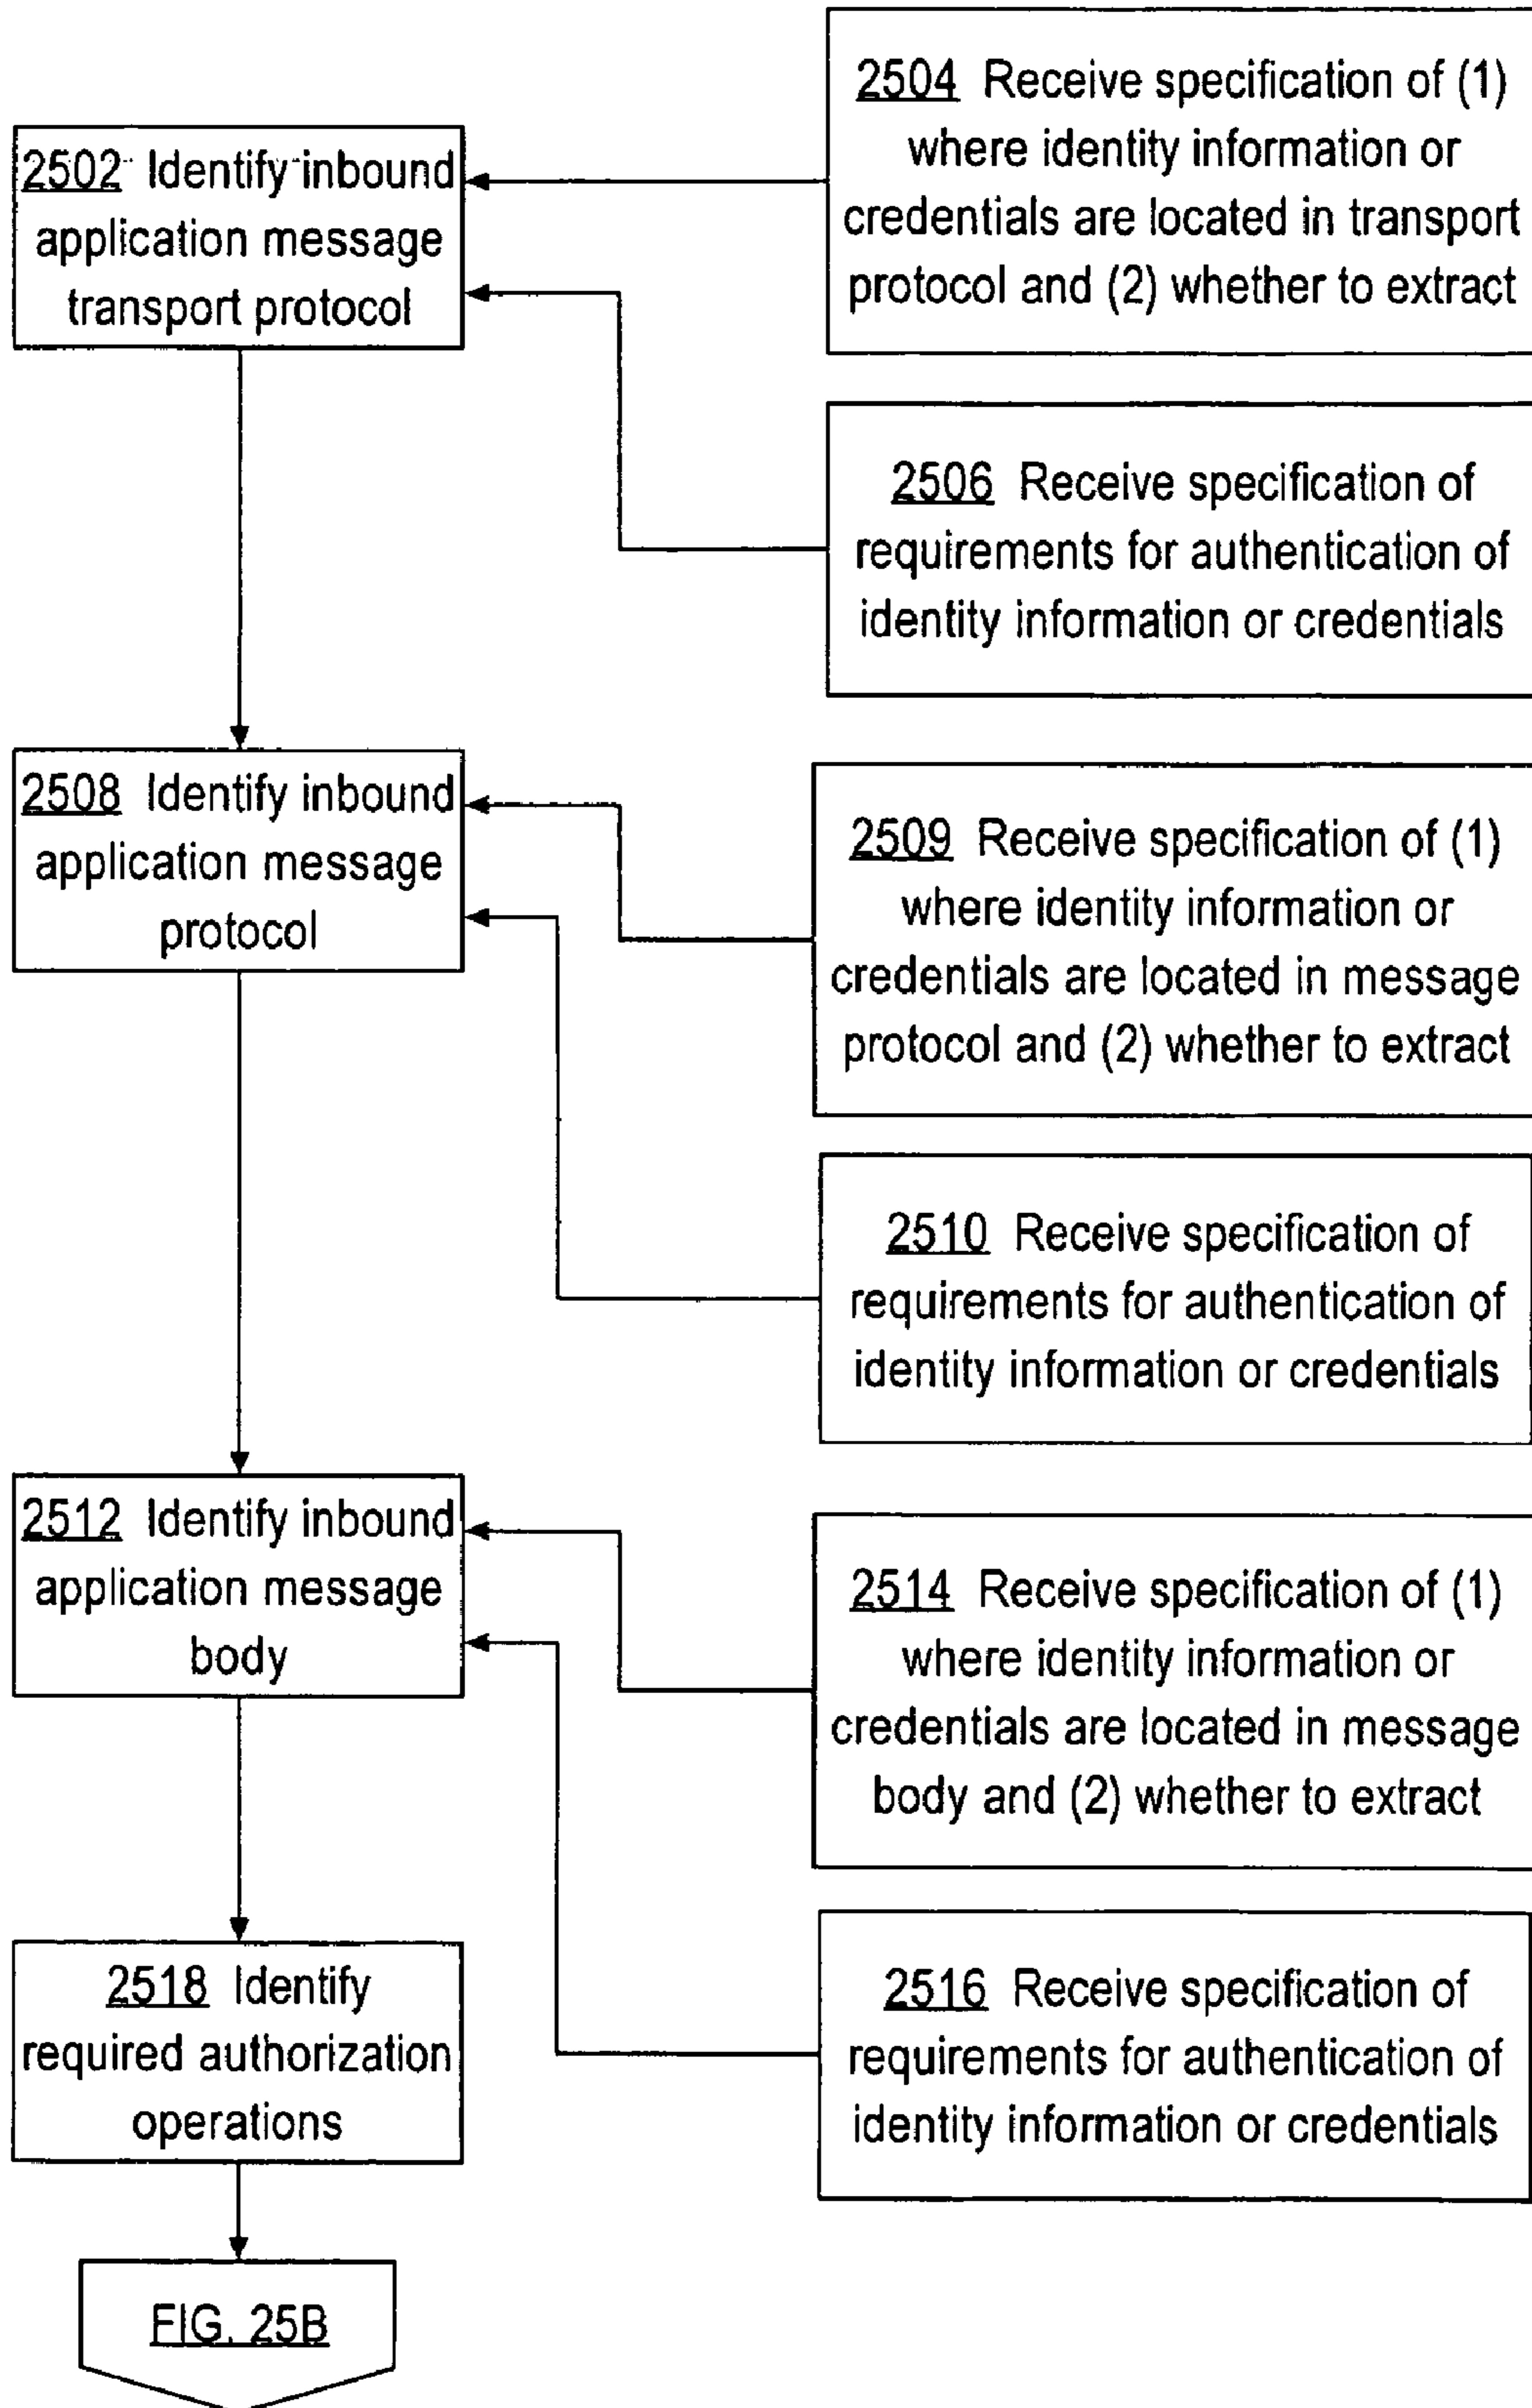 2504 Receive specification of (1)
where identity information or
credentials are located in transport
protocol and (2) whether to extract
2502 Identify inbound
application message
transport protocol
2506 Receive specification of
requirements for authentication of
identity information or credentials
2508 Identify inbound
application message
protocol
2509 Receive specification of (1)
where identity information or
credentials are located in message
protocol and (2) whether to extract
2510 Receive specification of
requirements for authentication of
identity information or credentials
2512 Identify inbound
application message
body
2514 Receive specification of (1)
where identity information or
credentials are located in message
body and (2) whether to extract
2518 Identify
required authorization
operations
2516 Receive specification of
requirements for authentication of
identity information or credentials
FIG. 25B